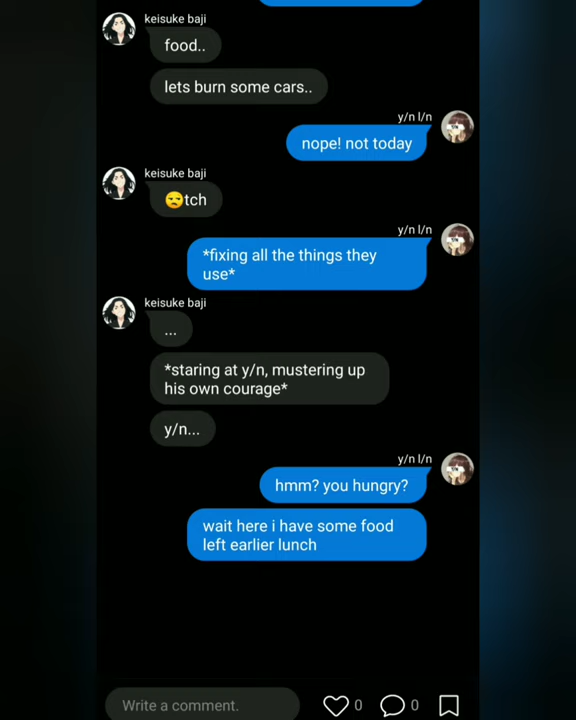 keisuke baji
food..
lets burn some cars..
y/n l/n
nope! not today
keisuke baji
😒tch
y/n l/n
*fixing all the things they
use*
keisuke baji
...
*staring at y/n, mustering up
his own courage*
y/n...
y/n l/n
hmm? you hungry?
wait here i have some food
left earlier lunch
Write a comment.
0
0